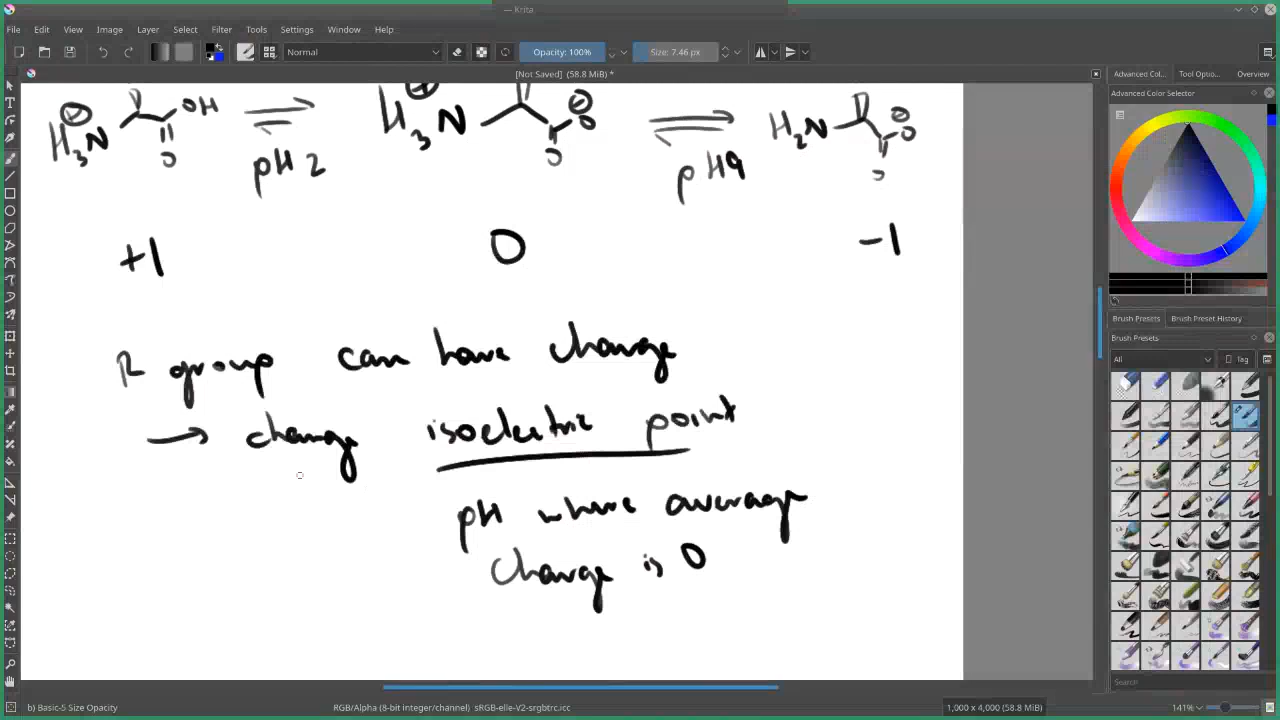 — Krita
File Edit View Image Layer Select Filter Tools Settings Window Help
Normal Opacity: 100% Size: 7.46 px
[Not Saved] (58.8 MiB) *
Advanced Col... Tool Optio... Overview
Advanced Color Selector
H3N OH O
pH 2
H3N O O
pH 9
H2N O O
+1 0 -1
R group can have charge
→ change isoelectric point
pH where average
charge is 0
Brush Presets Brush Preset History
Brush Presets
All Tag
Search
b) Basic-5 Size Opacity RGB/Alpha (8-bit integer/channel) sRGB-elle-V2-srgbtrc.icc 1,000 x 4,000 (58.8 MiB) 141%